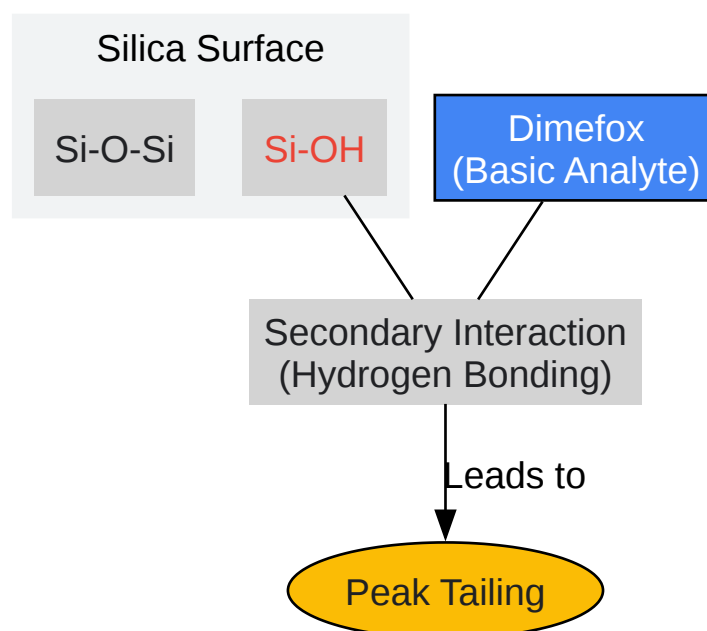 Silica Surface
Si-O-Si
Si-OH
Dimefox
(Basic Analyte)
Secondary Interaction
(Hydrogen Bonding)
Leads to
Peak Tailing